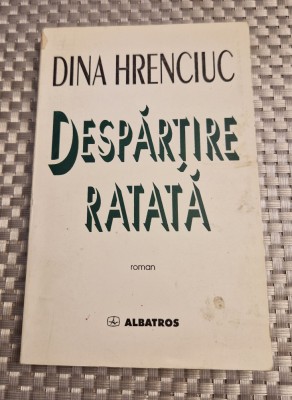 DINA HRENCIUC
DESPĂRȚIRE
RATATĂ
roman
ALBATROS